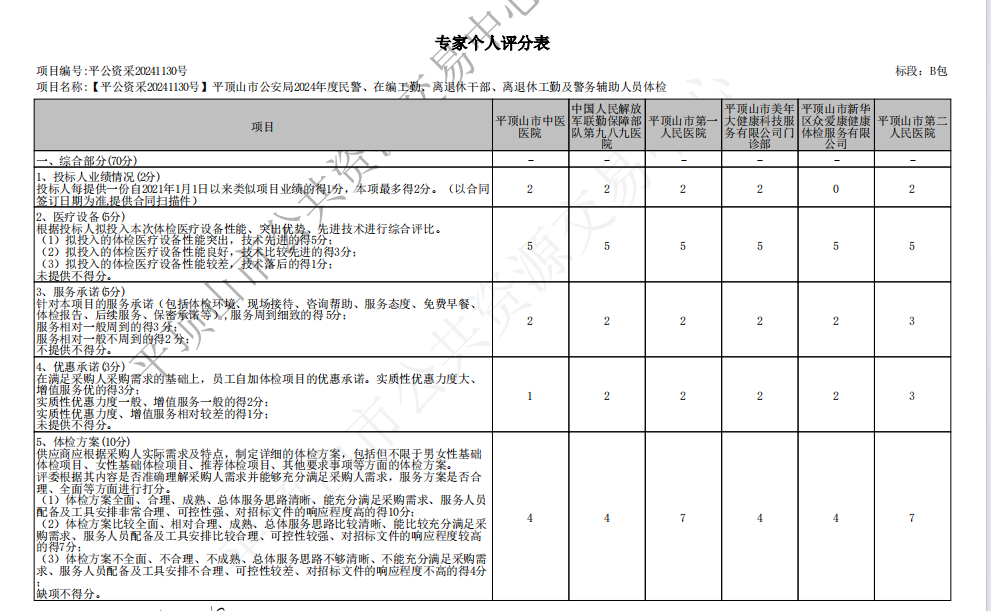 专家个人评分表
项目编号:平公资采20241130号
标段: B包
项目名称:【平公资采20241130号】平顶山市公安局2024年度民警、在编工勤、离退休干部、离退休工勤及警务辅助人员体检
项目
平顶山市中医
医院
中国人民解放
军联勤保障部
队第九八九医
院
平顶山市第一
人民医院
平顶山市美年
大健康科技服
务有限公司门
诊部
平顶山市新华
区众爱康健康
体检服务有限
公司
平顶山市第二
人民医院
一、综合部分(70分)
– – – – – –
1、投标人业绩情况(2分)
投标人每提供一份自2021年1月1日以来类似项目业绩的得1分，本项最多得2分。（以合同
签订日期为准,提供合同扫描件）
2 2 2 2 0 2
2、医疗设备(5分)
根据投标人拟投入本次体检医疗设备性能、突出优势、先进技术进行综合评比。
（1）拟投入的体检医疗设备性能突出，技术先进的得5分；
（2）拟投入的体检医疗设备性能良好，技术比较先进的得3分；
（3）拟投入的体检医疗设备性能较差，技术落后的得1分；
未提供不得分。
5 5 5 5 5 5
3、服务承诺(5分)
针对本项目的服务承诺（包括体检环境、现场接待、咨询帮助、服务态度、免费早餐、
体检报告、后续服务、保密承诺等）,服务周到细致的得 5分；
服务相对一般周到的得3 分；
服务相对一般不周到的得2 分；
不提供不得分。
2 2 2 2 2 3
4、优惠承诺(3分)
在满足采购人采购需求的基础上，员工自加体检项目的优惠承诺。实质性优惠力度大、
增值服务优的得3分；
实质性优惠力度一般、增值服务一般的得2分；
实质性优惠力度、增值服务相对较差的得1分；
未提供不得分。
1 2 2 2 2 3
5、体检方案(10分)
供应商应根据采购人实际需求及特点，制定详细的体检方案，包括但不限于男女性基础
体检项目、女性基础体检项目、推荐体检项目、其他要求事项等方面的体检方案。
评委根据其内容是否准确理解采购人需求并能够充分满足采购人需求，服务方案是否合
理、全面等方面进行打分。
（1）体检方案全面、合理、成熟、总体服务思路清晰、能充分满足采购需求、服务人员
配备及工具安排非常合理、可控性强、对招标文件的响应程度高的得10分；
（2）体检方案比较全面、相对合理、成熟、总体服务思路比较清晰、能比较充分满足采
购需求、服务人员配备及工具安排比较合理、可控性较强、对招标文件的响应程度较高
的得7分；
（3）体检方案不全面、不合理、不成熟、总体服务思路不够清晰、不能充分满足采购需
求、服务人员配备及工具安排不合理、可控性较差、对招标文件的响应程度不高的得4分
；
缺项不得分。
4 4 7 4 4 7
平顶山市公共资源交易中心
市公共资源交易中心